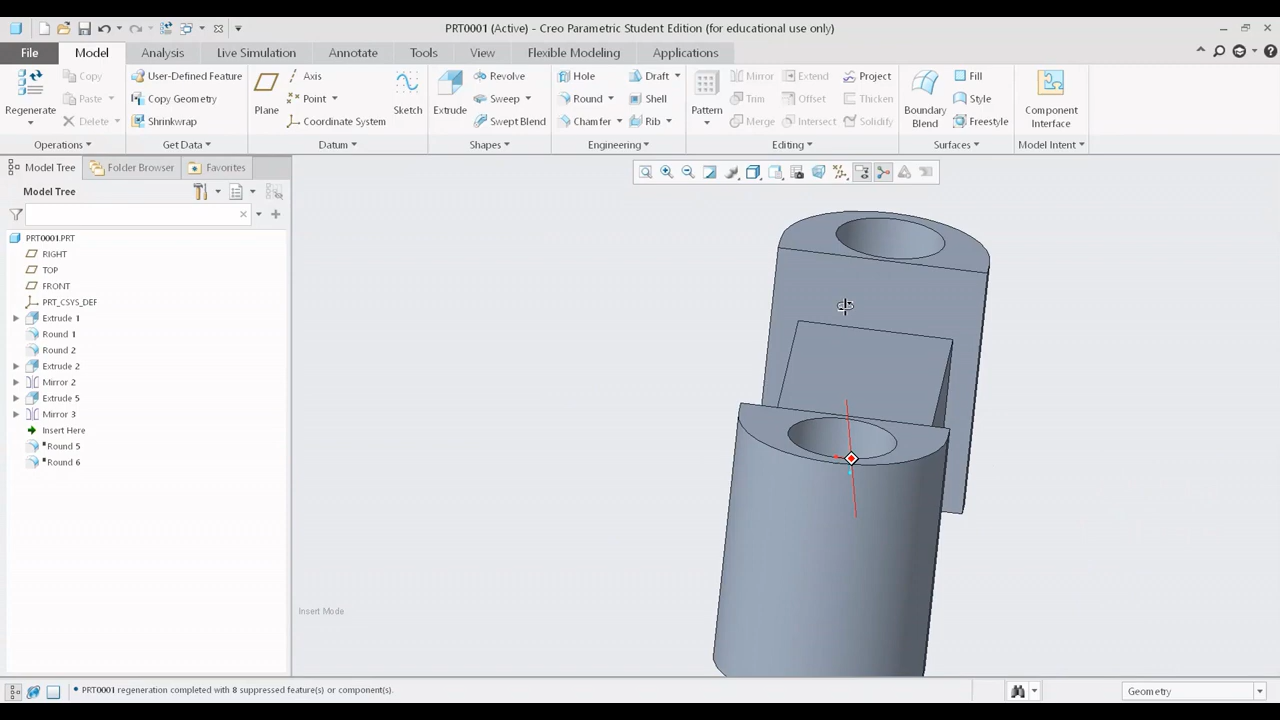 PRT0001 (Active) - Creo Parametric Student Edition (for educational use only)
File Model Analysis Live Simulation Annotate Tools View Flexible Modeling Applications
Regenerate
Copy
Paste
Delete
Operations
User-Defined Feature
Copy Geometry
Shrinkwrap
Get Data
Plane
Axis
Point
Coordinate System
Sketch
Datum
Extrude
Revolve
Sweep
Swept Blend
Shapes
Hole
Round
Chamfer
Draft
Shell
Rib
Engineering
Pattern
Mirror
Trim
Merge
Extend
Offset
Intersect
Project
Thicken
Solidify
Editing
Boundary
Blend
Fill
Style
Freestyle
Surfaces
Component
Interface
Model Intent
Model Tree Folder Browser Favorites
Model Tree
PRT0001.PRT
RIGHT
TOP
FRONT
PRT_CSYS_DEF
Extrude 1
Round 1
Round 2
Extrude 2
Mirror 2
Extrude 5
Mirror 3
Insert Here
Round 5
Round 6
Insert Mode
• PRT0001 regeneration completed with 8 suppressed feature(s) or component(s).
Geometry